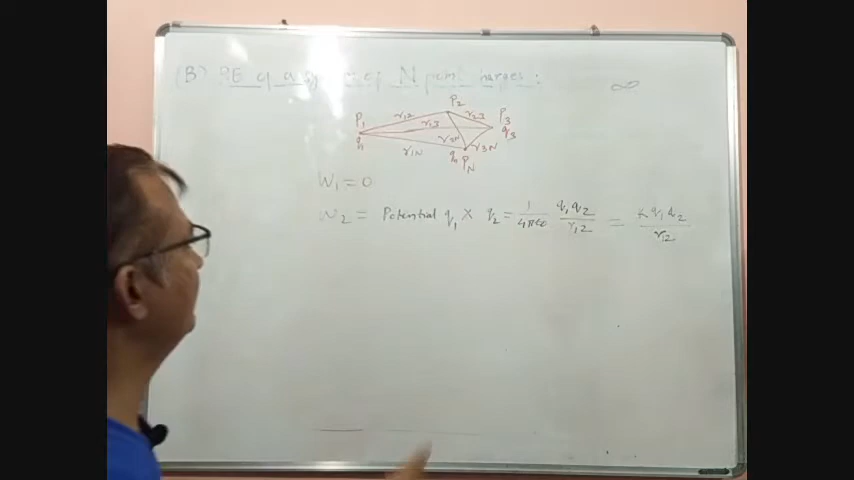 (B) PE of a system of N point charges :
∞
P1 r12 P2 r23 P3
q1 r13 r2N q3
r1N qn PN r3N
W1 = 0
W2 = Potential q1 × q2 = 1/4πε0 q1q2/r12 = kq1q2/r12